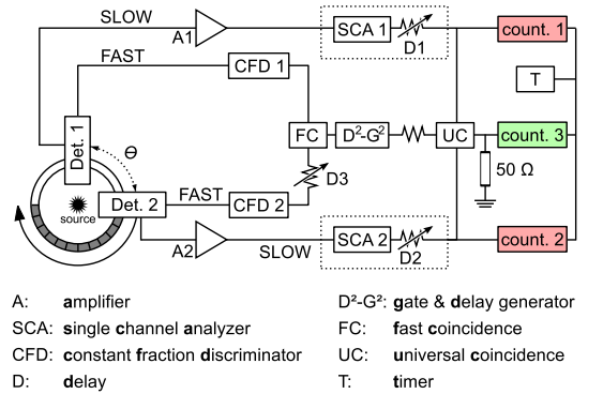 SLOW
A1
SCA 1
D1
count. 1
FAST
CFD 1
T
Det. 1
Θ
FC
D²-G²
UC
count. 3
50 Ω
D3
source
Det. 2
FAST
CFD 2
A2
SLOW
SCA 2
D2
count. 2
A: amplifier
SCA: single channel analyzer
CFD: constant fraction discriminator
D: delay
D²-G²: gate & delay generator
FC: fast coincidence
UC: universal coincidence
T: timer